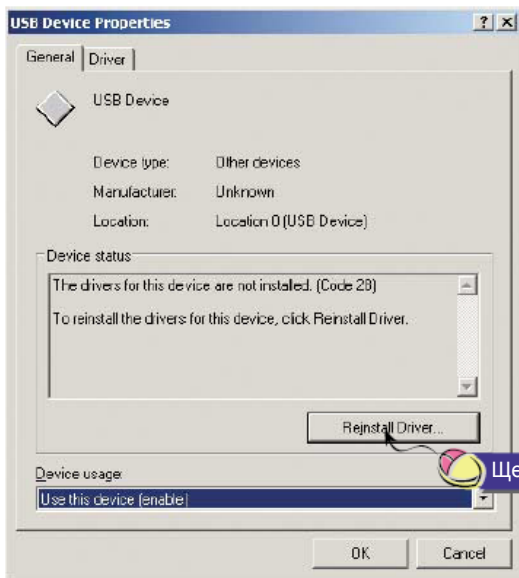 USB Device Properties
General
Driver
USB Device
Device type: Other devices
Manufacturer: Unknown
Location: Location 0 (USB Device)
Device status
The drivers for this device are not installed. (Code 28)
To reinstall the drivers for this device, click Reinstall Driver.
Reinstall Driver...
Device usage:
Use this device (enable)
OK
Cancel